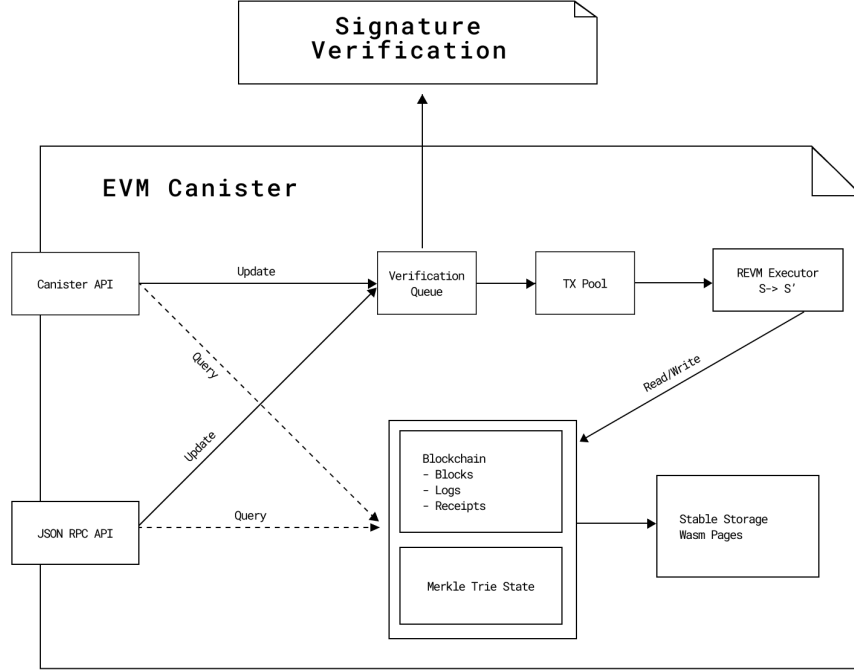 Signature
Verification
EVM Canister
Canister API
Update
Verification
Queue
TX Pool
REVM Executor
S-> S'
Query
Read/Write
Update
Blockchain
- Blocks
- Logs
- Receipts
Query
JSON RPC API
Stable Storage
Wasm Pages
Merkle Trie State